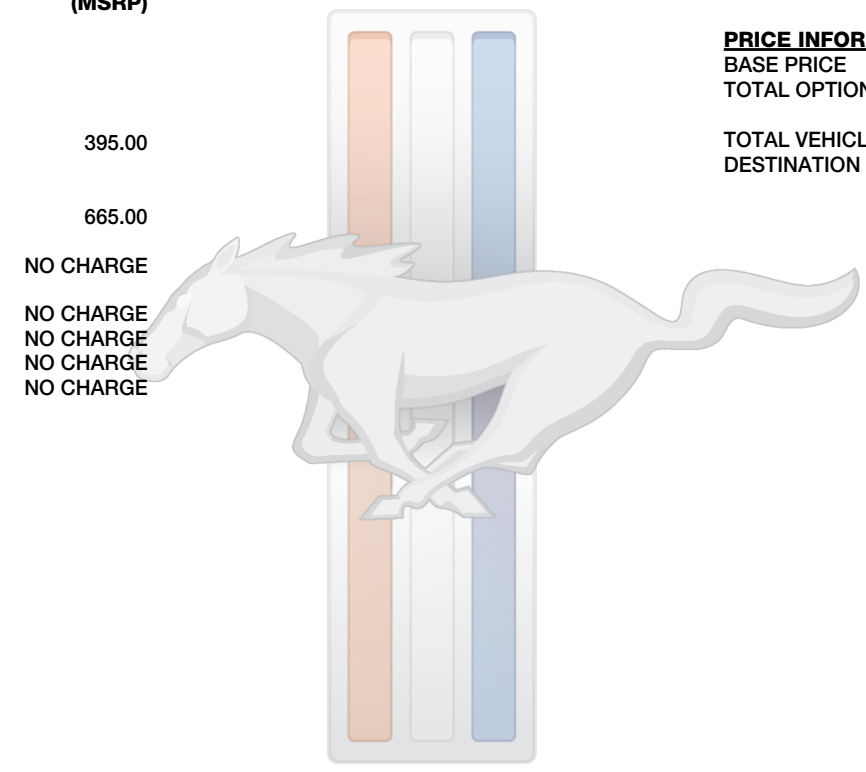 (MSRP)
395.00
665.00
NO CHARGE
NO CHARGE
NO CHARGE
NO CHARGE
NO CHARGE
PRICE INFOR
BASE PRICE
TOTAL OPTION
TOTAL VEHICL
DESTINATION